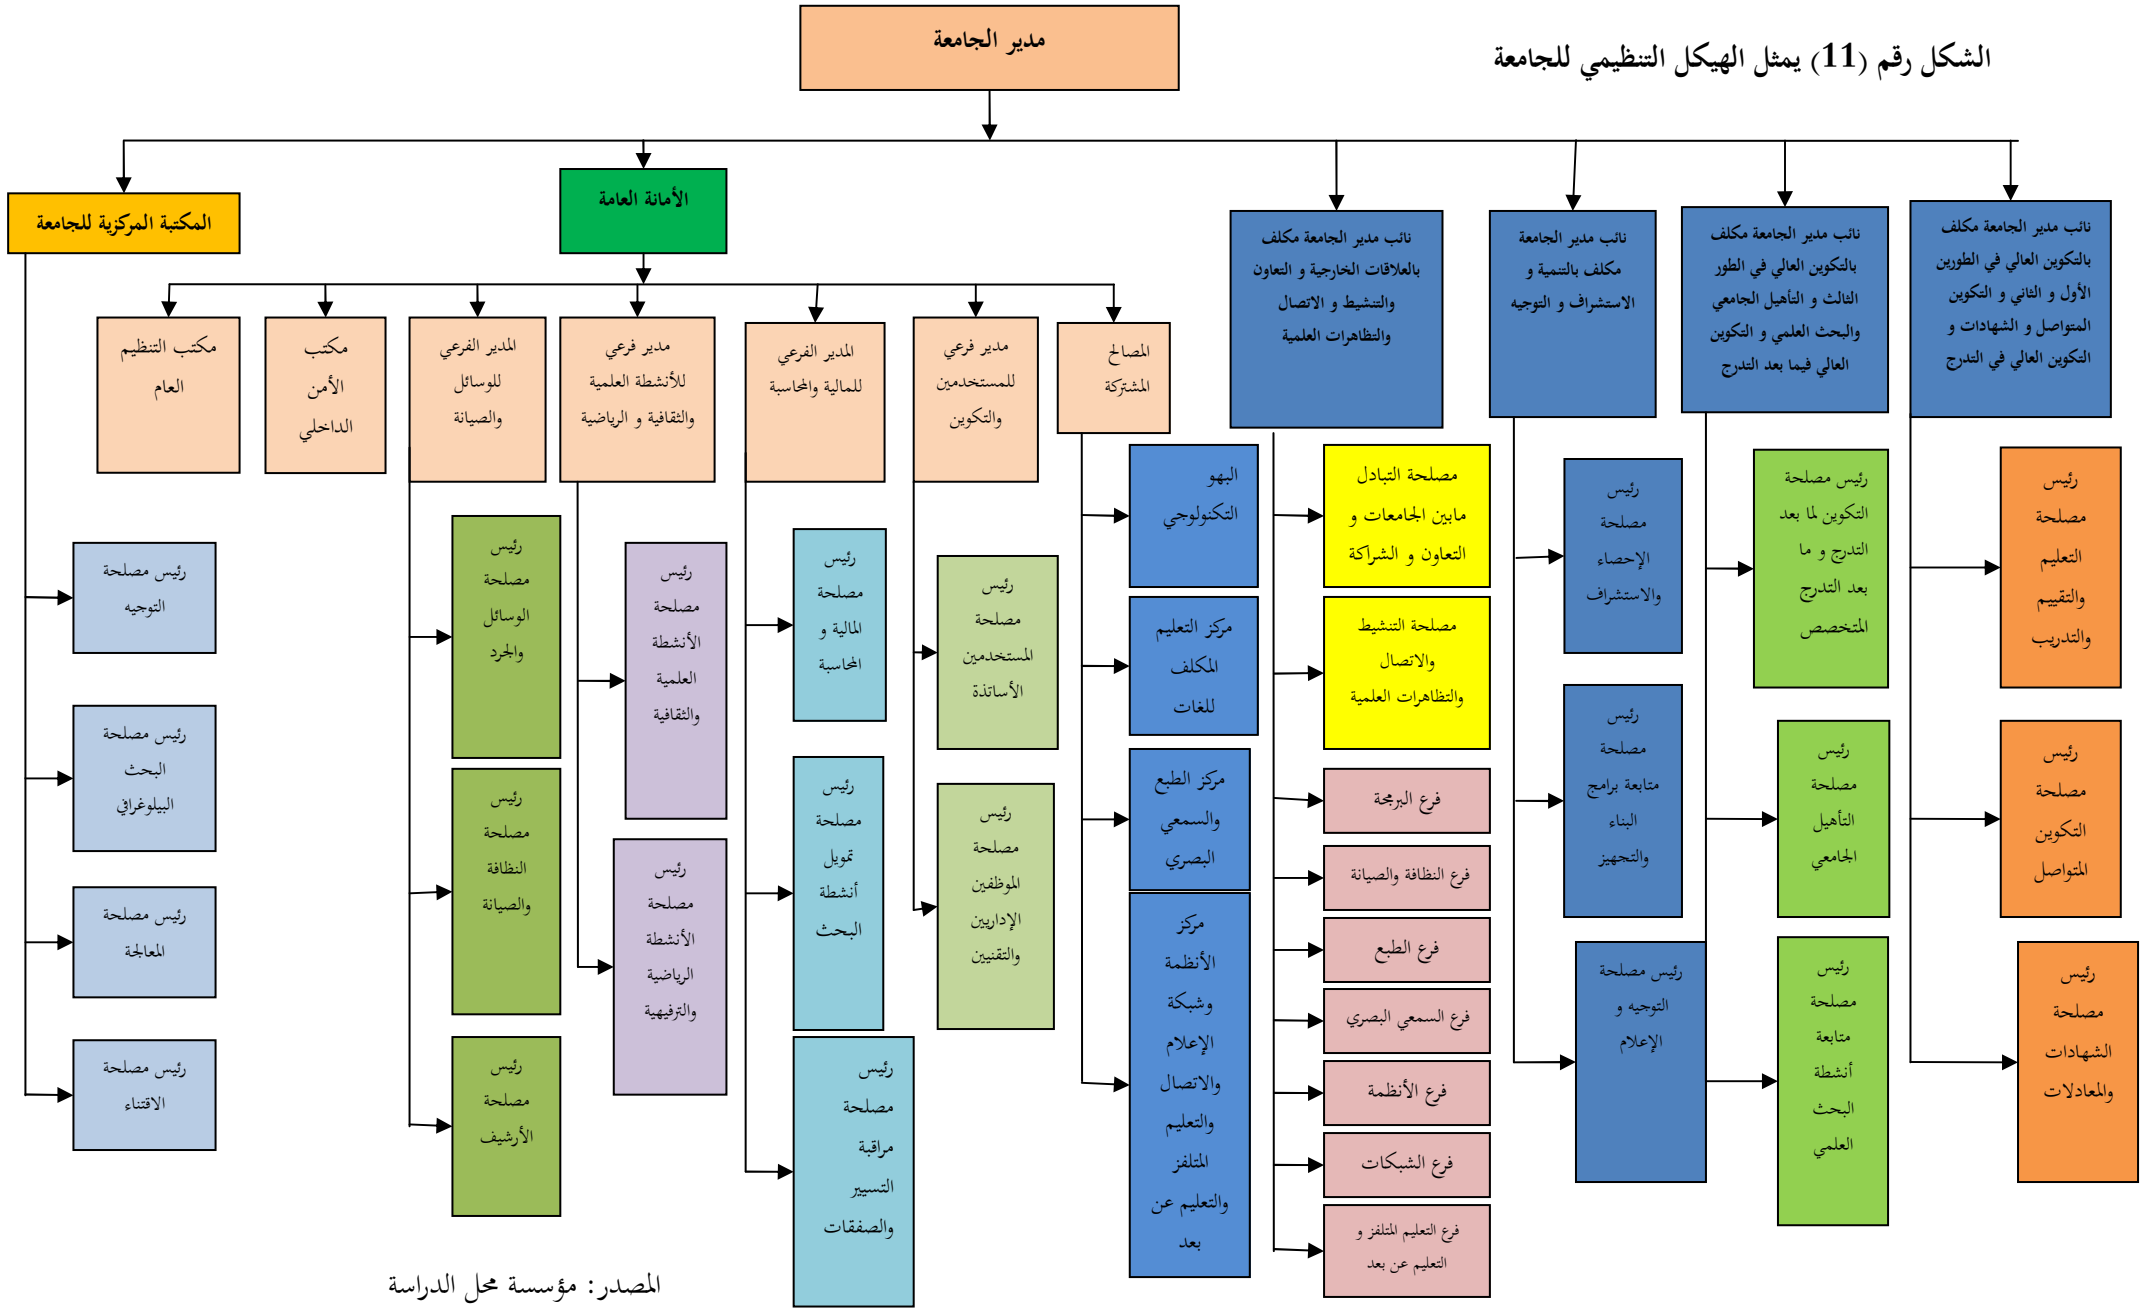 الشكل رقم (11) يمثل الهيكل التنظيمي للجامعة
مدير الجامعة
نائب مدير الجامعة مكلف
بالتكوين العالي في الطورين
الأول و الثاني و التكوين
المتواصل و الشهادات و
التكوين العالي في التدرج
نائب مدير الجامعة مكلف
بالتكوين العالي في الطور
الثالث و التأهيل الجامعي
والبحث العلمي و التكوين
العالي فيما بعد التدرج
نائب مدير الجامعة
مكلف بالتنمية و
الاستشراف و التوجيه
نائب مدير الجامعة مكلف
بالعلاقات الخارجية و التعاون
والتنشيط و الاتصال
والتظاهرات العلمية
الأمانة العامة
المكتبة المركزية للجامعة
المصالح
المشتركة
مدير فرعي
للمستخدمين
والتكوين
المدير الفرعي
للمالية والمحاسبة
مدير فرعي
للأنشطة العلمية
والثقافية و الرياضية
المدير الفرعي
للوسائل
والصيانة
مكتب
الأمن
الداخلي
مكتب التنظيم
العام
رئيس
مصلحة
التعليم
والتقييم
والتدريب
رئيس
مصلحة
التكوين
المتواصل
رئيس
مصلحة
الشهادات
والمعادلات
رئيس مصلحة
التكوين لما بعد
التدرج و ما
بعد التدرج
المتخصص
رئيس
مصلحة
التأهيل
الجامعي
رئيس
مصلحة
متابعة
أنشطة
البحث
العلمي
رئيس
مصلحة
الإحصاء
والاستشراف
رئيس
مصلحة
متابعة برامج
البناء
والتجهيز
رئيس مصلحة
التوجيه و
الإعلام
مصلحة التبادل
مابين الجامعات و
التعاون و الشراكة
مصلحة التنشيط
والاتصال
والتظاهرات العلمية
فرع البرمجة
فرع النظافة والصيانة
فرع الطبع
فرع السمعي البصري
فرع الأنظمة
فرع الشبكات
فرع التعليم المتلفز و
التعليم عن بعد
البهو
التكنولوجي
مركز التعليم
المكلف
للغات
مركز الطبع
والسمعي
البصري
مركز
الأنظمة
وشبكة
الإعلام
والاتصال
والتعليم
المتلفز
والتعليم عن
بعد
رئيس
مصلحة
المستخدمين
الأساتذة
رئيس
مصلحة
الموظفين
الإداريين
والتقنيين
رئيس
مصلحة
المالية و
المحاسبة
رئيس
مصلحة
تمويل
أنشطة
البحث
رئيس
مصلحة
مراقبة
التسيير
والصفقات
رئيس
مصلحة
الأنشطة
العلمية
والثقافية
رئيس
مصلحة
الأنشطة
الرياضية
والترفيهية
رئيس
مصلحة
الوسائل
والجرد
رئيس
مصلحة
النظافة
والصيانة
رئيس
مصلحة
الأرشيف
رئيس مصلحة
التوجيه
رئيس مصلحة
البحث
البيلوغرافي
رئيس مصلحة
المعالجة
رئيس مصلحة
الاقتناء
المصدر: مؤسسة محل الدراسة